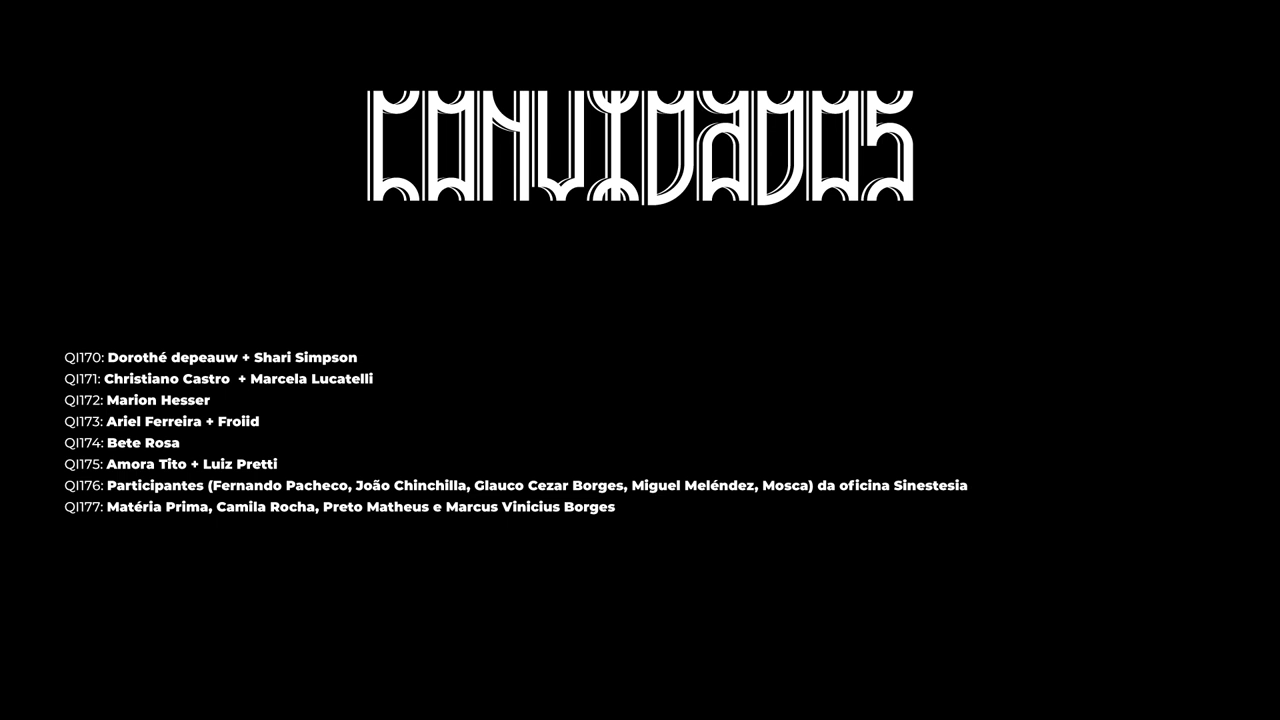 CONVIDADOS
QI170: Dorothé depeauw + Shari Simpson
QI171: Christiano Castro  + Marcela Lucatelli
QI172: Marion Hesser
QI173: Ariel Ferreira + Froiid
QI174: Bete Rosa
QI175: Amora Tito + Luiz Pretti
QI176: Participantes (Fernando Pacheco, João Chinchilla, Glauco Cezar Borges, Miguel Meléndez, Mosca) da oficina Sinestesia
QI177: Matéria Prima, Camila Rocha, Preto Matheus e Marcus Vinicius Borges